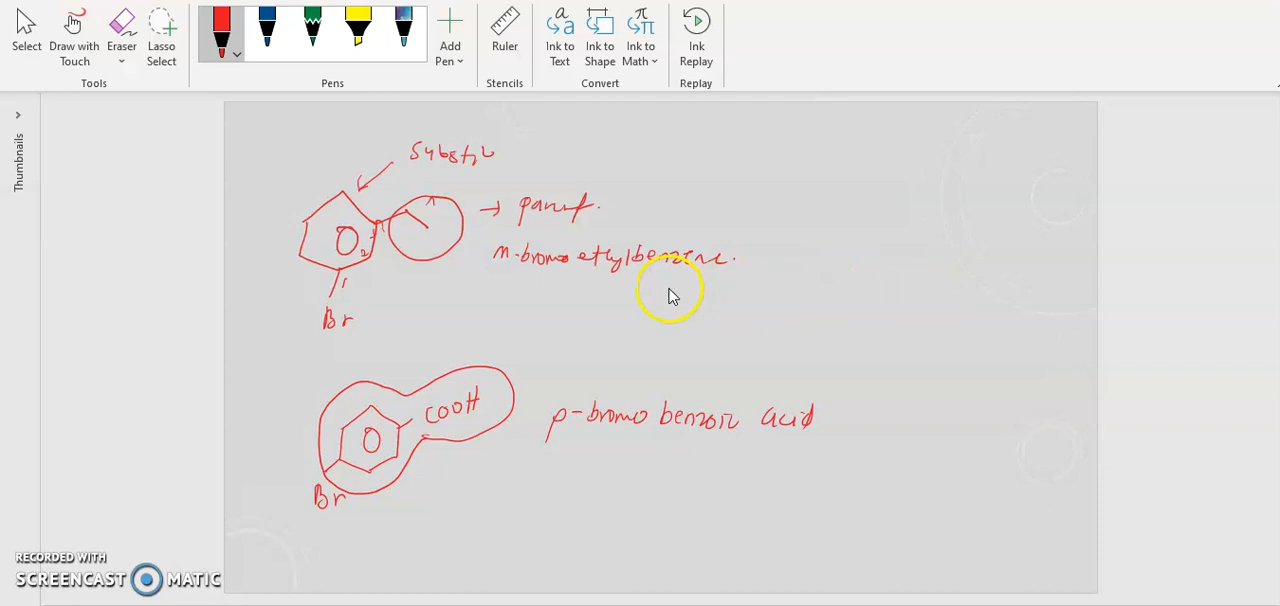 Select
Draw with Touch
Eraser
Lasso Select
Add Pen
Ruler
Ink to Text
Ink to Shape
Ink to Math
Ink Replay
Tools
Pens
Stencils
Convert
Replay
Thumbnails
O
2
1
Br
m-bromo ethylbenzene.
COOH
O
Br
p-bromo benzoic acid
RECORDED WITH
SCREENCAST MATIC